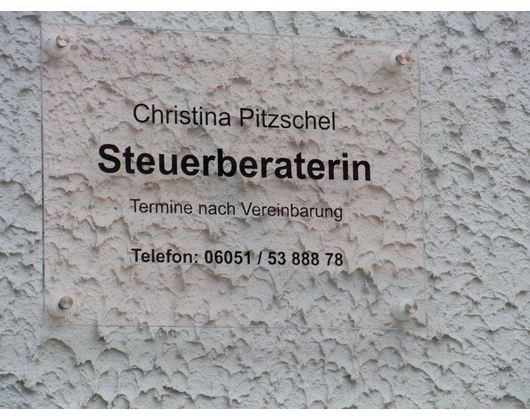 Christina Pitzschel
Steuerberaterin
Termine nach Vereinbarung
Telefon: 06051 / 53 888 78